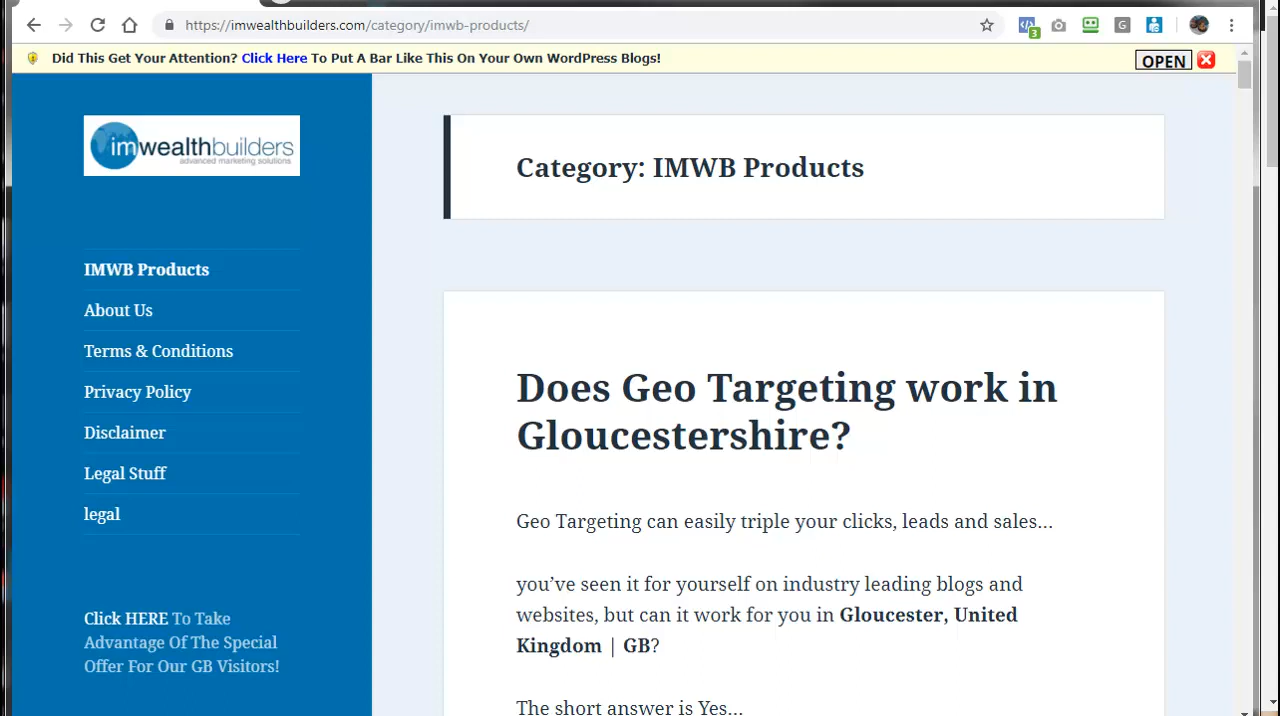 https://imwealthbuilders.com/category/imwb-products/
3
G
Did This Get Your Attention? Click Here To Put A Bar Like This On Your Own WordPress Blogs!
OPEN
imwealthbuilders
advanced marketing solutions
IMWB Products
About Us
Terms & Conditions
Privacy Policy
Disclaimer
Legal Stuff
legal
Click HERE To Take
Advantage Of The Special
Offer For Our GB Visitors!
Category: IMWB Products
Does Geo Targeting work in
Gloucestershire?
Geo Targeting can easily triple your clicks, leads and sales…
you’ve seen it for yourself on industry leading blogs and
websites, but can it work for you in Gloucester, United
Kingdom | GB?
The short answer is Yes…